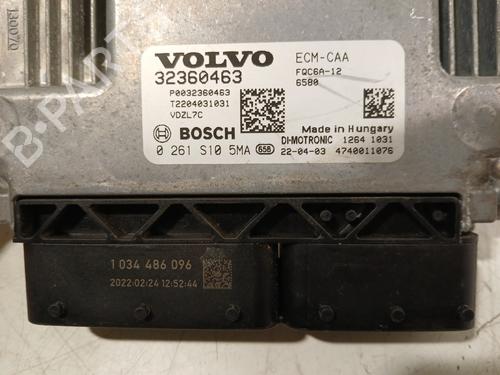 130070
VOLVO
32360463
P0032360463
T2204031031
VDZL7C
BOSCH
0 261 S10 5MA 658
ECM-CAA
FQC6A-12
6580
Made in Hungary
DI-MOTRONIC 1264 1031
22-04-03 4740011076
1 034 486 096
2022-02-24 12:52:44